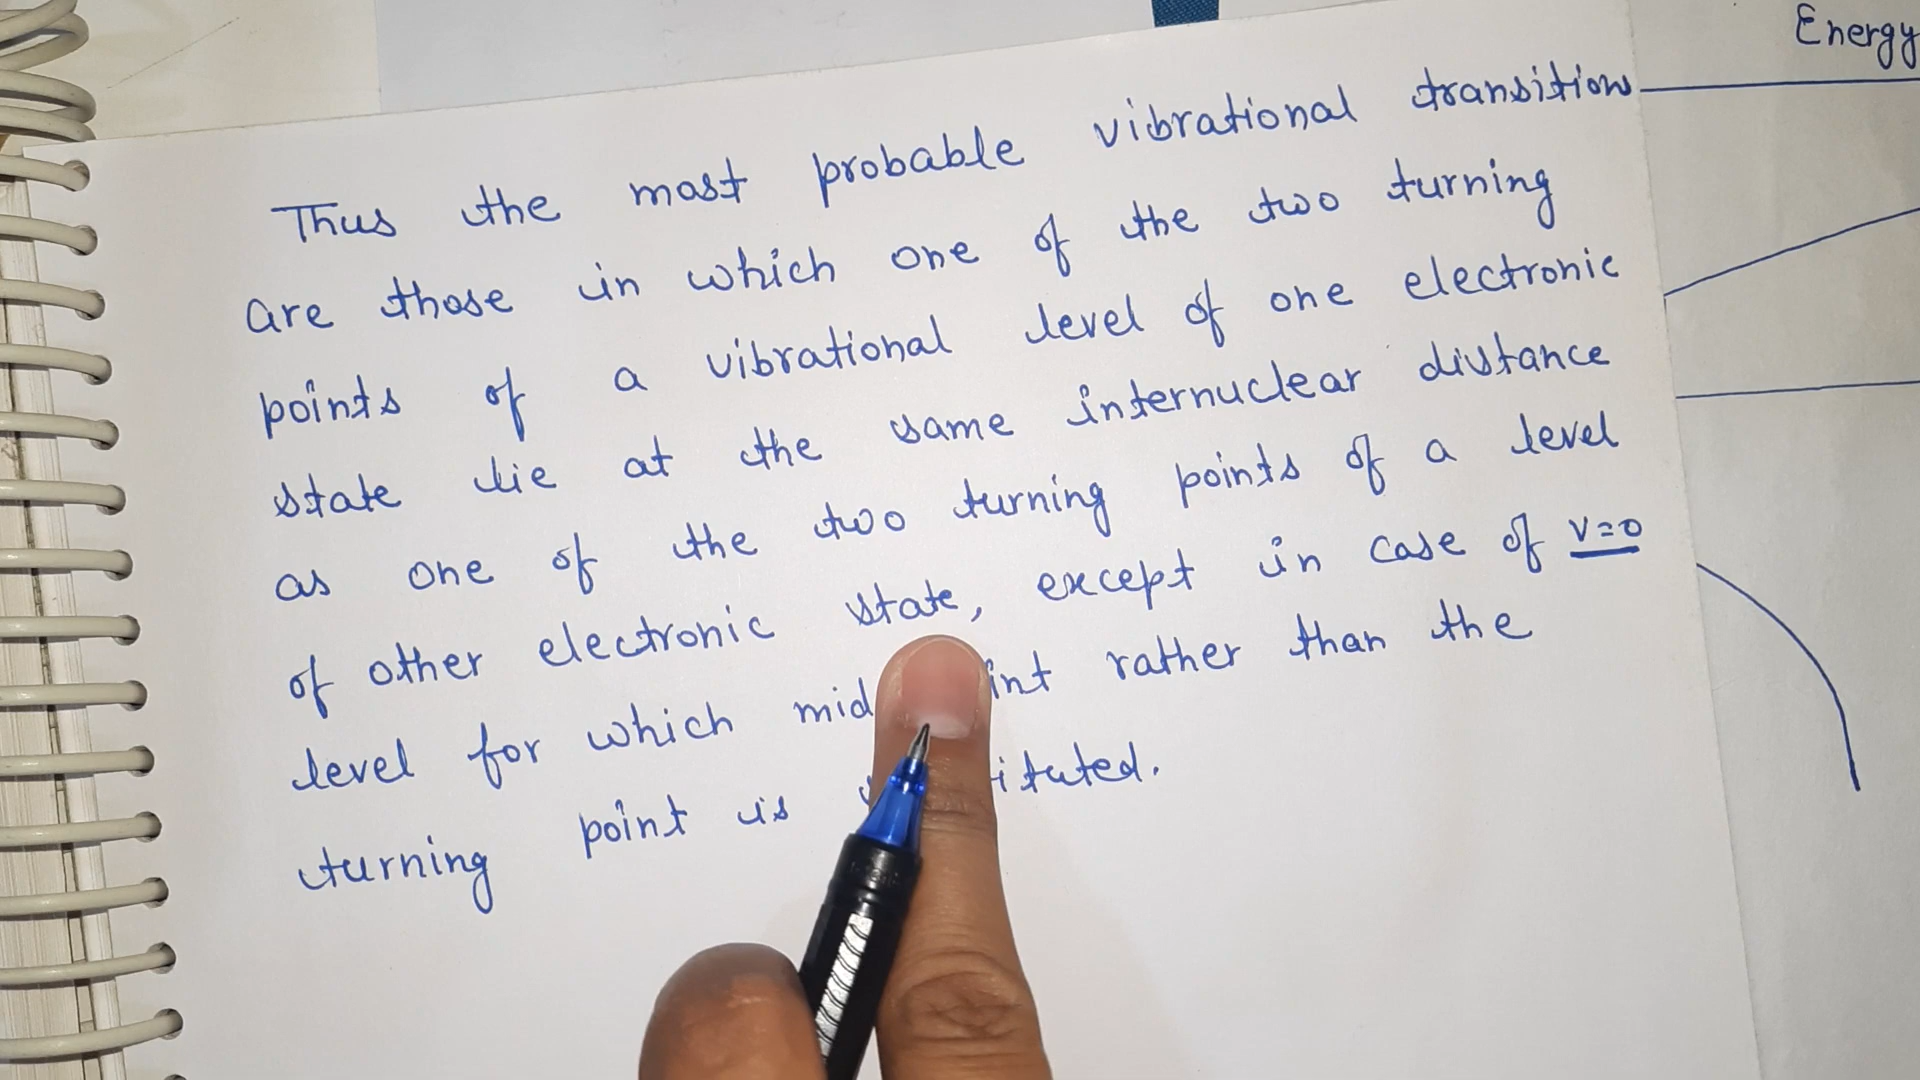 Energy
Thus the most probable vibrational transitions
are those in which one of the two turning
points of a vibrational level of one electronic
state lie at the same internuclear distance
as one of the two turning points of a level
of other electronic state, except in case of v=0
level for which mid rather than the
turning point is